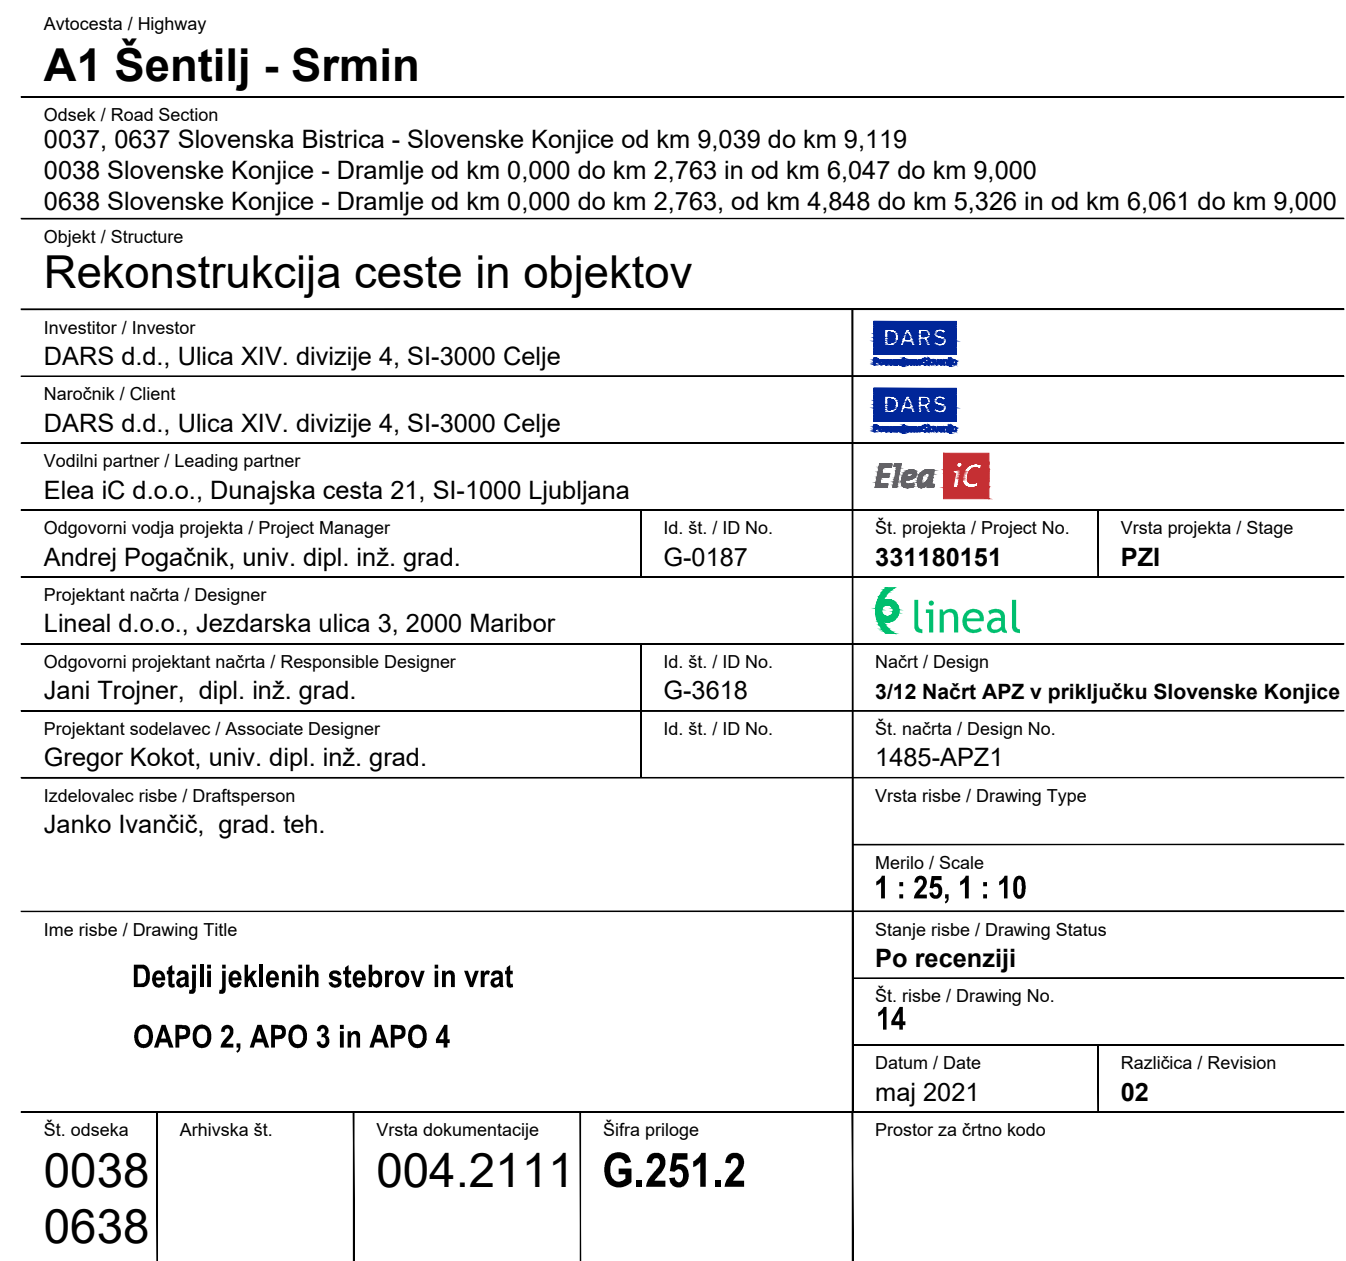 Avtocesta / Highway
A1 Šentilj - Srmin
Odsek / Road Section
0037, 0637 Slovenska Bistrica - Slovenske Konjice od km 9,039 do km 9,119
0038 Slovenske Konjice - Dramlje od km 0,000 do km 2,763 in od km 6,047 do km 9,000
0638 Slovenske Konjice - Dramlje od km 0,000 do km 2,763, od km 4,848 do km 5,326 in od km 6,061 do km 9,000
Objekt / Structure
Rekonstrukcija ceste in objektov
Investitor / Investor
DARS d.d., Ulica XIV. divizije 4, SI-3000 Celje
DARS
Naročnik / Client
DARS d.d., Ulica XIV. divizije 4, SI-3000 Celje
DARS
Vodilni partner / Leading partner
Elea iC d.o.o., Dunajska cesta 21, SI-1000 Ljubljana
Elea iC
Odgovorni vodja projekta / Project Manager
Andrej Pogačnik, univ. dipl. inž. grad.
Id. št. / ID No.
G-0187
Št. projekta / Project No.
331180151
Vrsta projekta / Stage
PZI
Projektant načrta / Designer
Lineal d.o.o., Jezdarska ulica 3, 2000 Maribor
lineal
Odgovorni projektant načrta / Responsible Designer
Jani Trojner, dipl. inž. grad.
Id. št. / ID No.
G-3618
Načrt / Design
3/12 Načrt APZ v priključku Slovenske Konjice
Projektant sodelavec / Associate Designer
Gregor Kokot, univ. dipl. inž. grad.
Id. št. / ID No.
Št. načrta / Design No.
1485-APZ1
Izdelovalec risbe / Draftsperson
Janko Ivančič, grad. teh.
Vrsta risbe / Drawing Type
Merilo / Scale
1 : 25, 1 : 10
Ime risbe / Drawing Title
Detajli jeklenih stebrov in vrat
OAPO 2, APO 3 in APO 4
Stanje risbe / Drawing Status
Po recenziji
Št. risbe / Drawing No.
14
Datum / Date
maj 2021
Različica / Revision
02
Št. odseka
0038
0638
Arhivska št.
Vrsta dokumentacije
004.2111
Šifra priloge
G.251.2
Prostor za črtno kodo